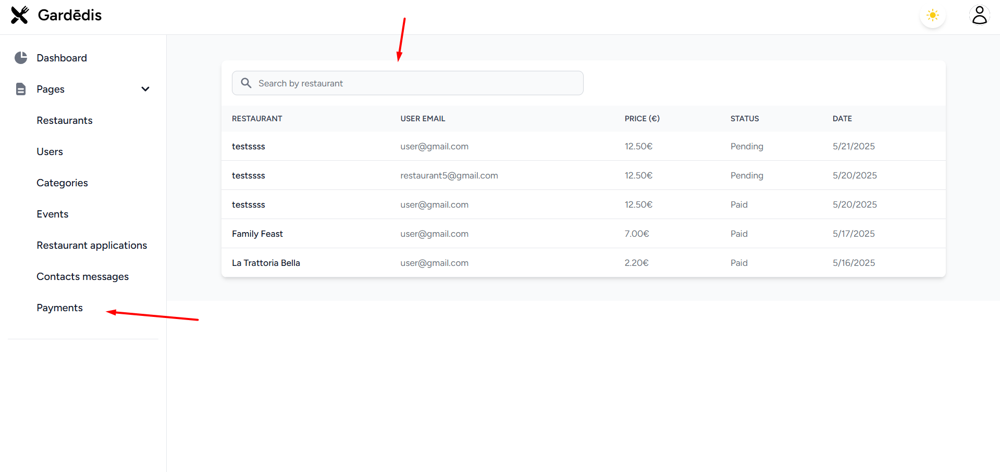 Gardēdis
Dashboard
Pages
Restaurants
Users
Categories
Events
Restaurant applications
Contacts messages
Payments
Search by restaurant
RESTAURANT USER EMAIL PRICE (€) STATUS DATE
testssss user@gmail.com 12.50€ Pending 5/21/2025
testssss restaurant5@gmail.com 12.50€ Pending 5/20/2025
testssss user@gmail.com 12.50€ Paid 5/20/2025
Family Feast user@gmail.com 7.00€ Paid 5/17/2025
La Trattoria Bella user@gmail.com 2.20€ Paid 5/16/2025